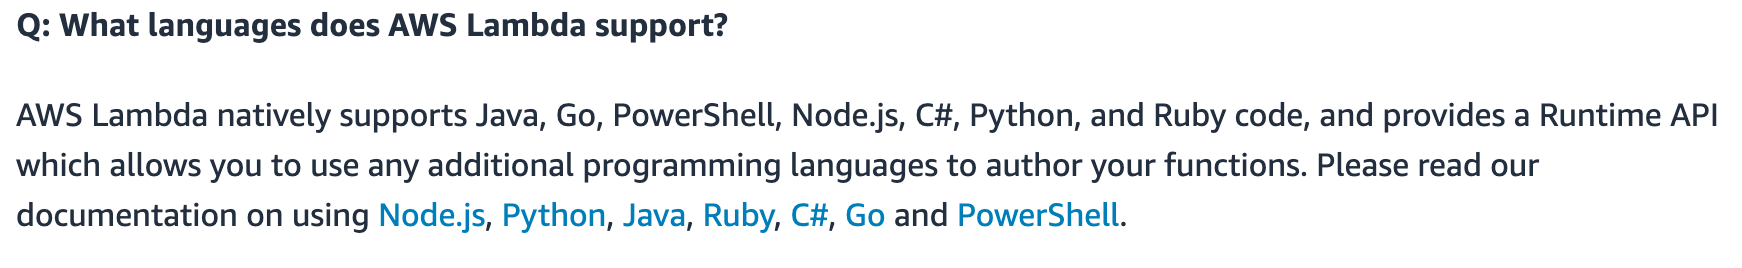 Q: What languages does AWS Lambda support?
AWS Lambda natively supports Java, Go, PowerShell, Node.js, C#, Python, and Ruby code, and provides a Runtime API
which allows you to use any additional programming languages to author your functions. Please read our
documentation on using Node.js, Python, Java, Ruby, C#, Go and PowerShell.